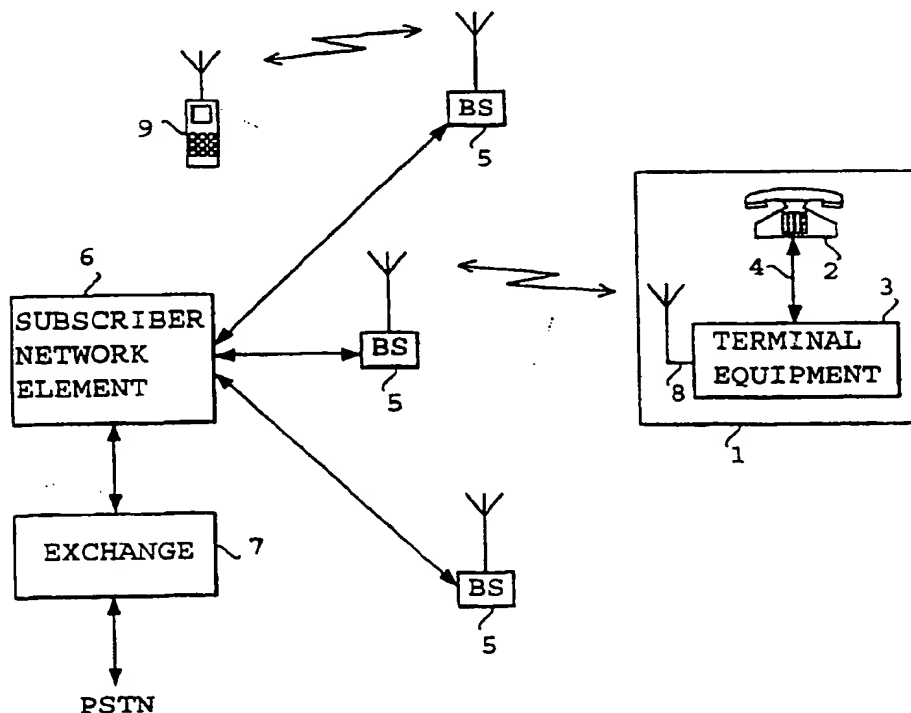 9
BS
5
6
SUBSCRIBER
NETWORK
ELEMENT
BS
5
4
2
3
TERMINAL
EQUIPMENT
8
1
EXCHANGE
7
BS
5
PSTN